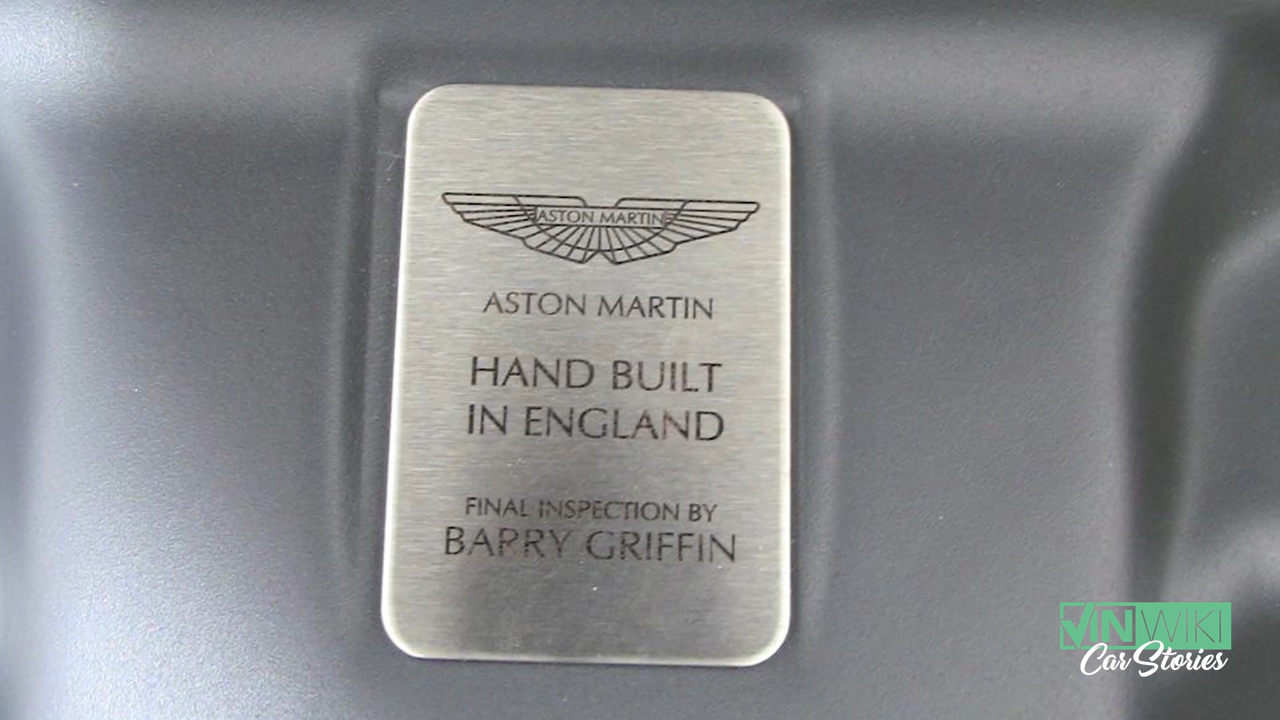 ASTON MARTIN
ASTON MARTIN
HAND BUILT
IN ENGLAND
FINAL INSPECTION BY
BARRY GRIFFIN
VINWIKI
Car Stories